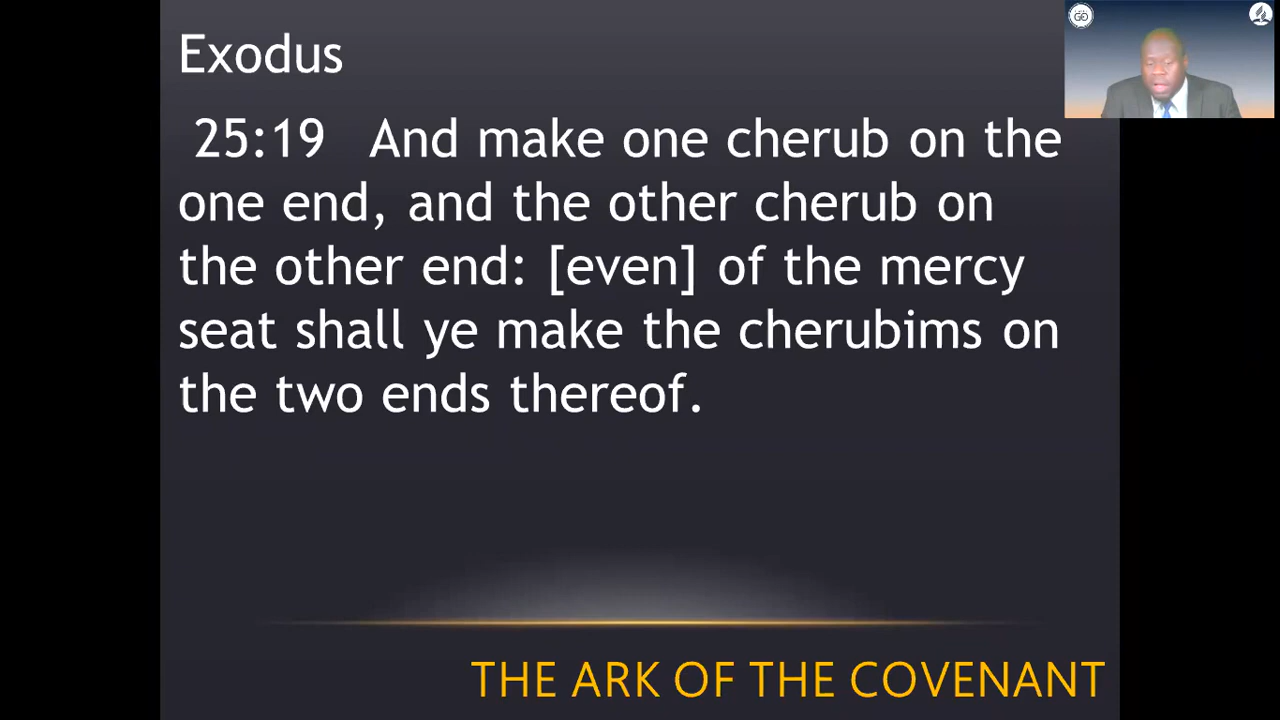 Exodus
25:19 And make one cherub on the
one end, and the other cherub on
the other end: [even] of the mercy
seat shall ye make the cherubims on
the two ends thereof.
THE ARK OF THE COVENANT